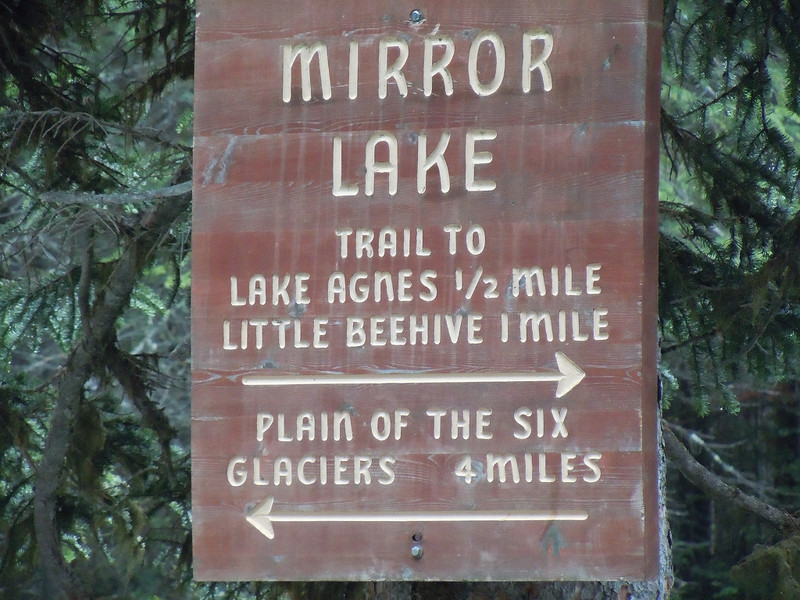 MIRROR
LAKE
TRAIL TO
LAKE AGNES 1/2 MILE
LITTLE BEEHIVE 1 MILE
PLAIN OF THE SIX
GLACIERS 4 MILES